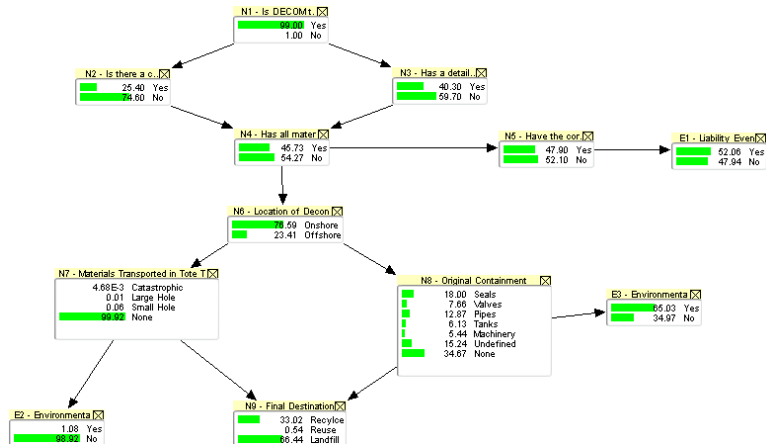 N1 - Is DECOMt..
99.00 Yes
1.00 No
N2 - Is there a c..
25.40 Yes
74.60 No
N3 - Has a detail..
40.30 Yes
59.70 No
N4 - Has all mater.
45.73 Yes
54.27 No
N5 - Have the cor.
47.90 Yes
52.10 No
E1 - Liability Even
52.06 Yes
47.94 No
N6 - Location of Decon
76.59 Onshore
23.41 Offshore
N7 - Materials Transported in Tote T
4.68E-3 Catastrophic
0.01 Large Hole
0.06 Small Hole
99.92 None
N8 - Original Containment
18.00 Seals
7.66 Valves
12.87 Pipes
6.13 Tanks
5.44 Machinery
15.24 Undefined
34.67 None
E3 - Environmenta
65.03 Yes
34.97 No
E2 - Environmenta
1.08 Yes
98.92 No
N9 - Final Destination
33.02 Recylce
0.54 Reuse
66.44 Landfill